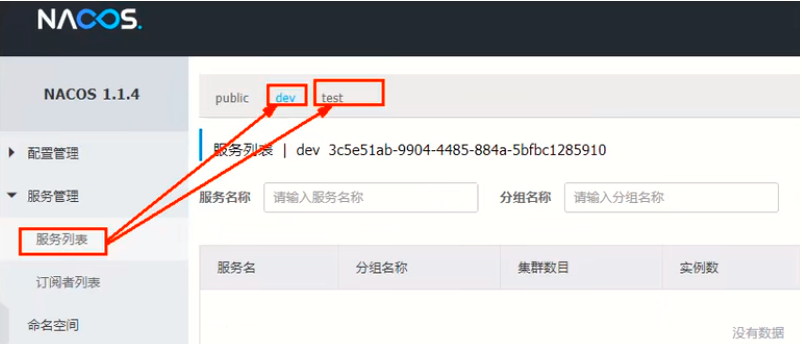 NACOS.
NACOS 1.1.4
public dev test
配置管理
服务列表 | dev 3c5e51ab-9904-4485-884a-5bfbc1285910
服务管理
服务名称 请输入服务名称 分组名称 请输入分组名称
服务列表
服务名 分组名称 集群数目 实例数
订阅者列表
命名空间
没有数据